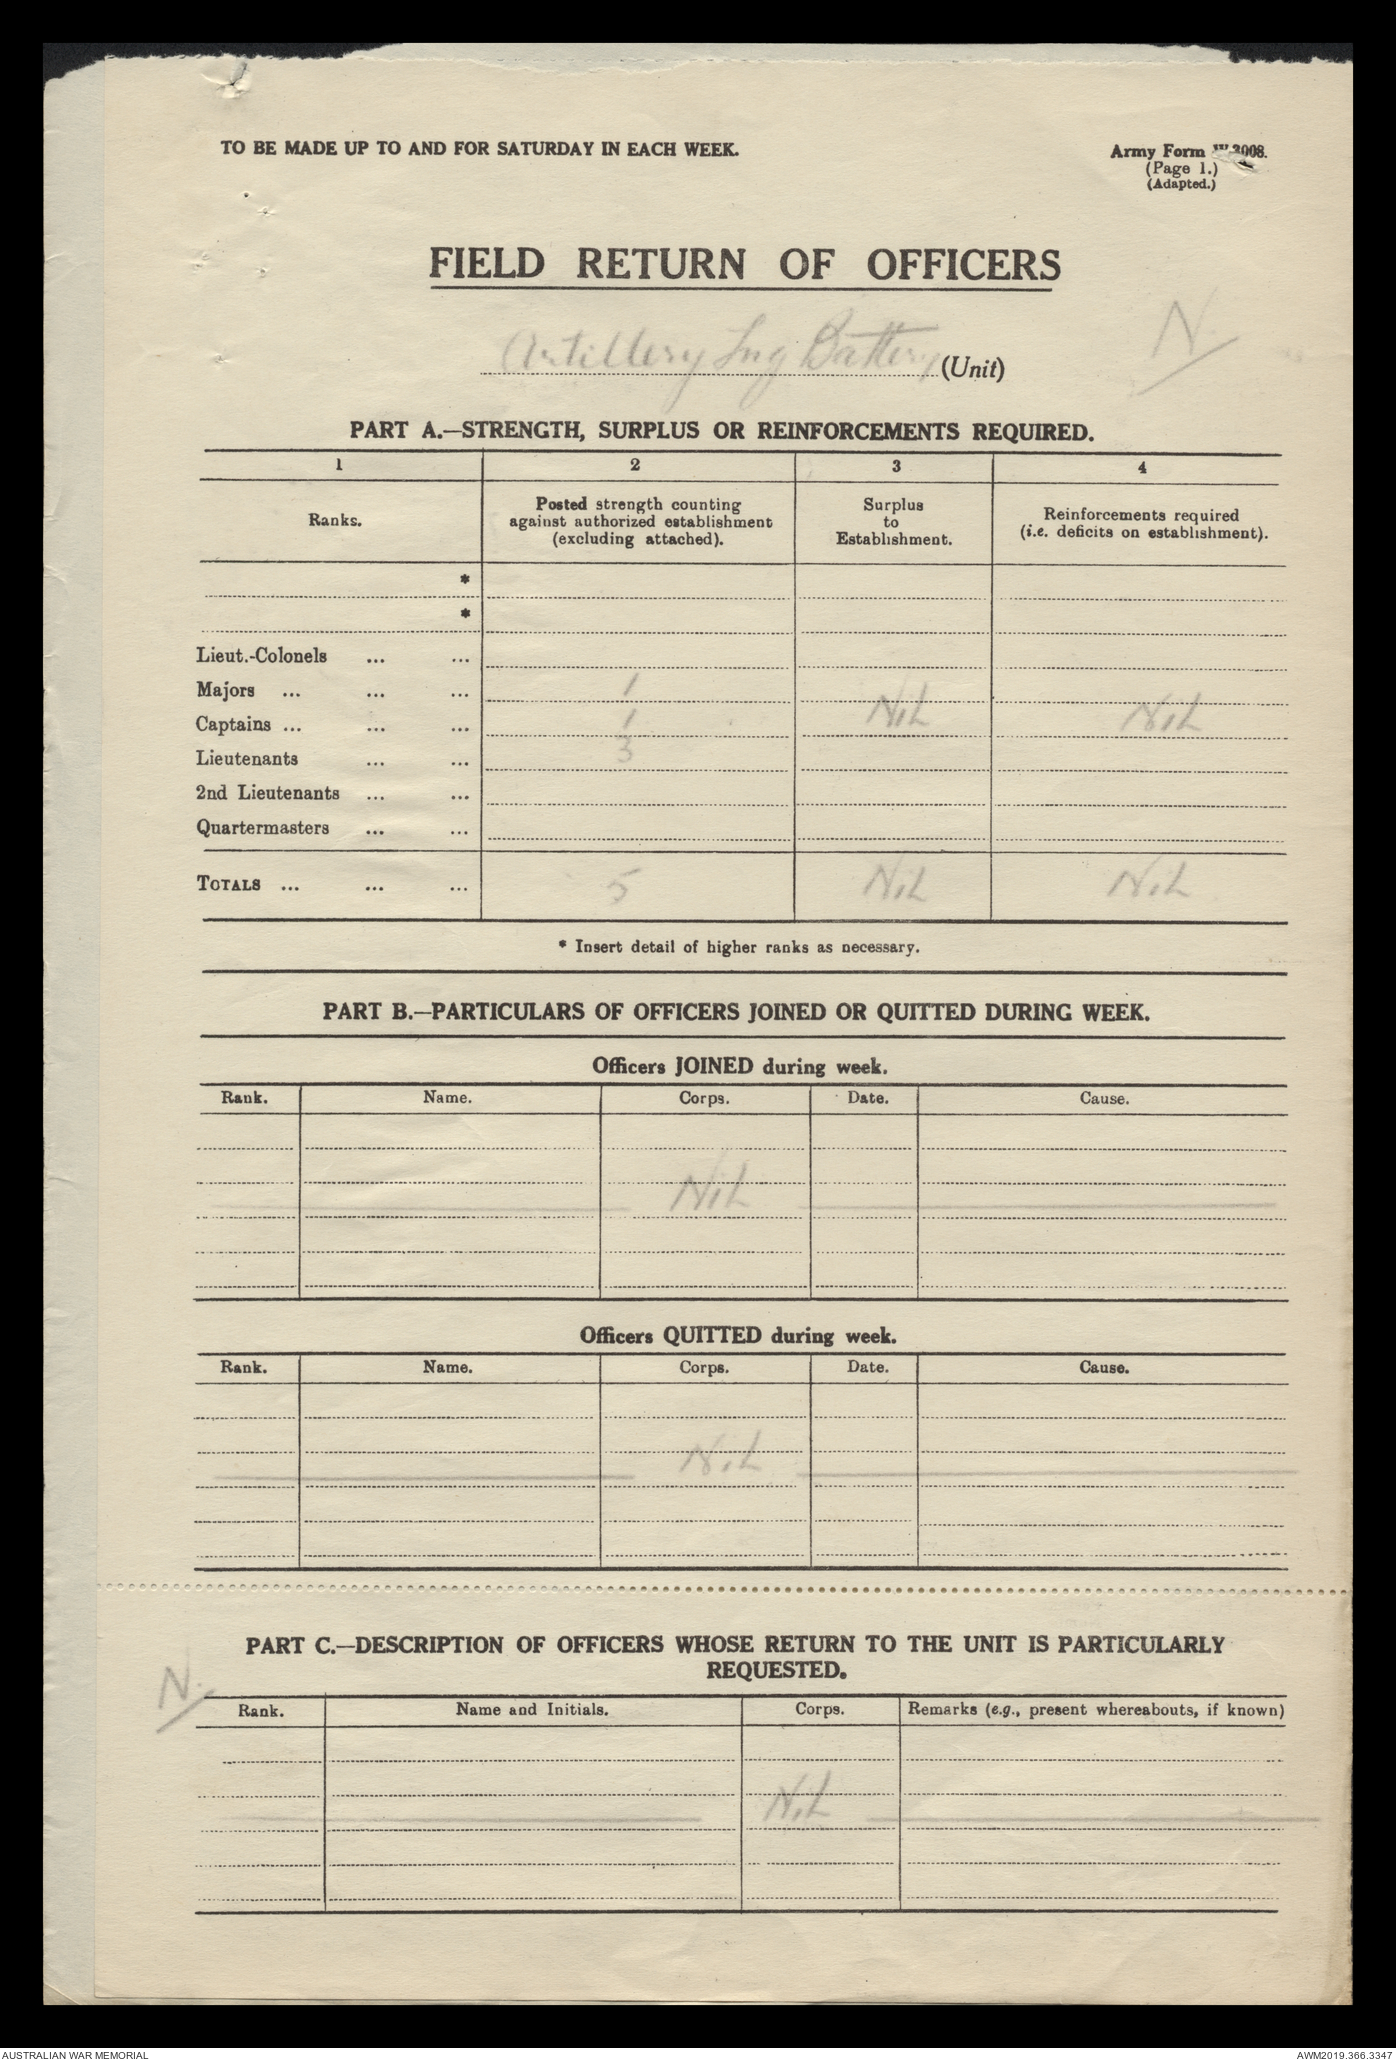 TO BE MADE UP TO AND FOR SATURDAY IN EACH WEEK.
Army Form W.3008.
(Page 1.)
(Adapted.)
FIELD RETURN OF OFFICERS
N.
Artillery Trg Battery (Unit)
PART A.—STRENGTH, SURPLUS OR REINFORCEMENTS REQUIRED.
1 2 3 4
Ranks.
Posted strength counting
against authorized establishment
(excluding attached).
Surplus
to
Establishment.
Reinforcements required
(i.e. deficits on establishment).
*
*
Lieut.-Colonels ... ...
Majors ... ... ... 1
Captains ... ... ... 1 Nil Nil
Lieutenants ... ... 3
2nd Lieutenants ... ...
Quartermasters ... ...
TOTALS ... ... ... 5 Nil Nil
* Insert detail of higher ranks as necessary.
PART B.—PARTICULARS OF OFFICERS JOINED OR QUITTED DURING WEEK.
Officers JOINED during week.
Rank. Name. Corps. Date. Cause.
Nil
Officers QUITTED during week.
Rank. Name. Corps. Date. Cause.
Nil
PART C.—DESCRIPTION OF OFFICERS WHOSE RETURN TO THE UNIT IS PARTICULARLY
REQUESTED.
N.
Rank. Name and Initials. Corps. Remarks (e.g., present whereabouts, if known)
Nil
AUSTRALIAN WAR MEMORIAL
AWM2019.366.3347